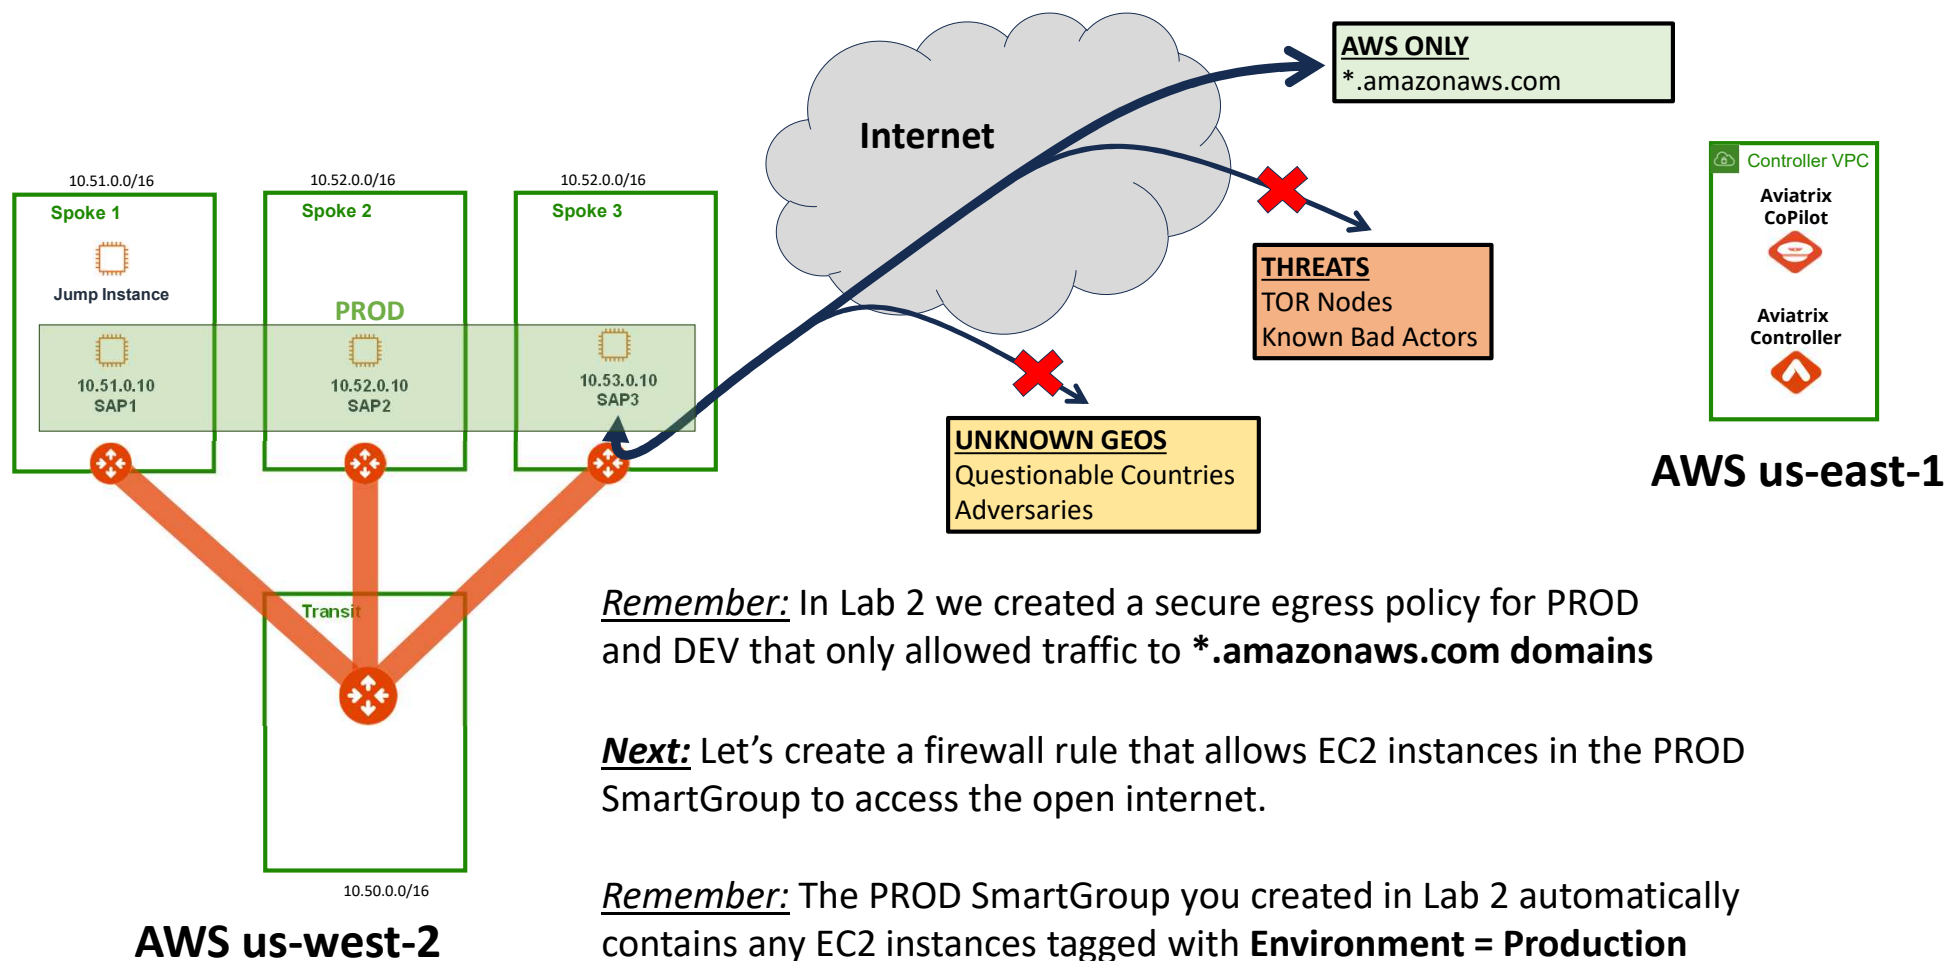 AWS ONLY
*.amazonaws.com
Internet
Controller VPC
Aviatrix
CoPilot
Aviatrix
Controller
AWS us-east-1
10.51.0.0/16
10.52.0.0/16
10.52.0.0/16
Spoke 1
Spoke 2
Spoke 3
Jump Instance
PROD
10.51.0.10
SAP1
10.52.0.10
SAP2
10.53.0.10
SAP3
THREATS
TOR Nodes
Known Bad Actors
UNKNOWN GEOS
Questionable Countries
Adversaries
Transit
10.50.0.0/16
AWS us-west-2
Remember: In Lab 2 we created a secure egress policy for PROD
and DEV that only allowed traffic to *.amazonaws.com domains
Next: Let’s create a firewall rule that allows EC2 instances in the PROD
SmartGroup to access the open internet.
Remember: The PROD SmartGroup you created in Lab 2 automatically
contains any EC2 instances tagged with Environment = Production